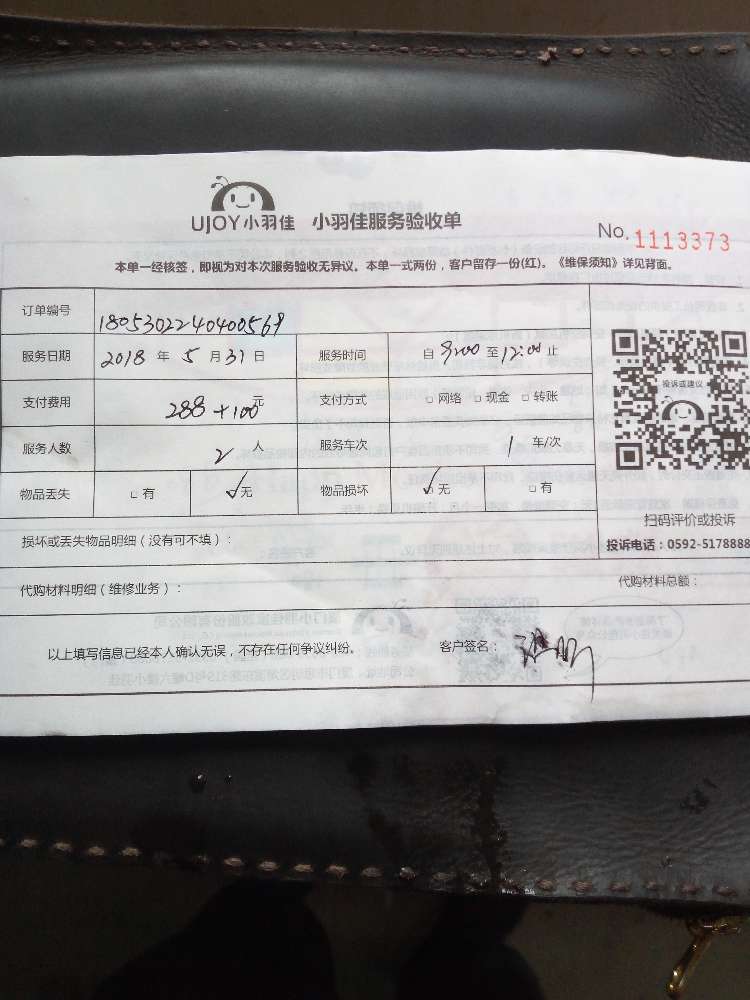 UJOY小羽佳 小羽佳服务验收单
No. 1113373
本单一经核签，即视为对本次服务验收无异议。本单一式两份，客户留存一份(红)。《维保须知》详见背面。
订单编号 1805302240400569
服务日期 2018 年 5 月 31 日 服务时间 自 9:00 至 12:00 止
支付费用 288+100 元 支付方式 □ 网络 □ 现金 □ 转账
服务人数 2 人 服务车次 1 车/次
物品丢失 □ 有 ✓无 物品损坏 ✓无 □ 有
投诉或建议
扫码评价或投诉
投诉电话：0592-5178888
损坏或丢失物品明细（没有可不填）：
代购材料明细（维修业务）： 代购材料总额：
以上填写信息已经本人确认无误，不存在任何争议纠纷。 客户签名：